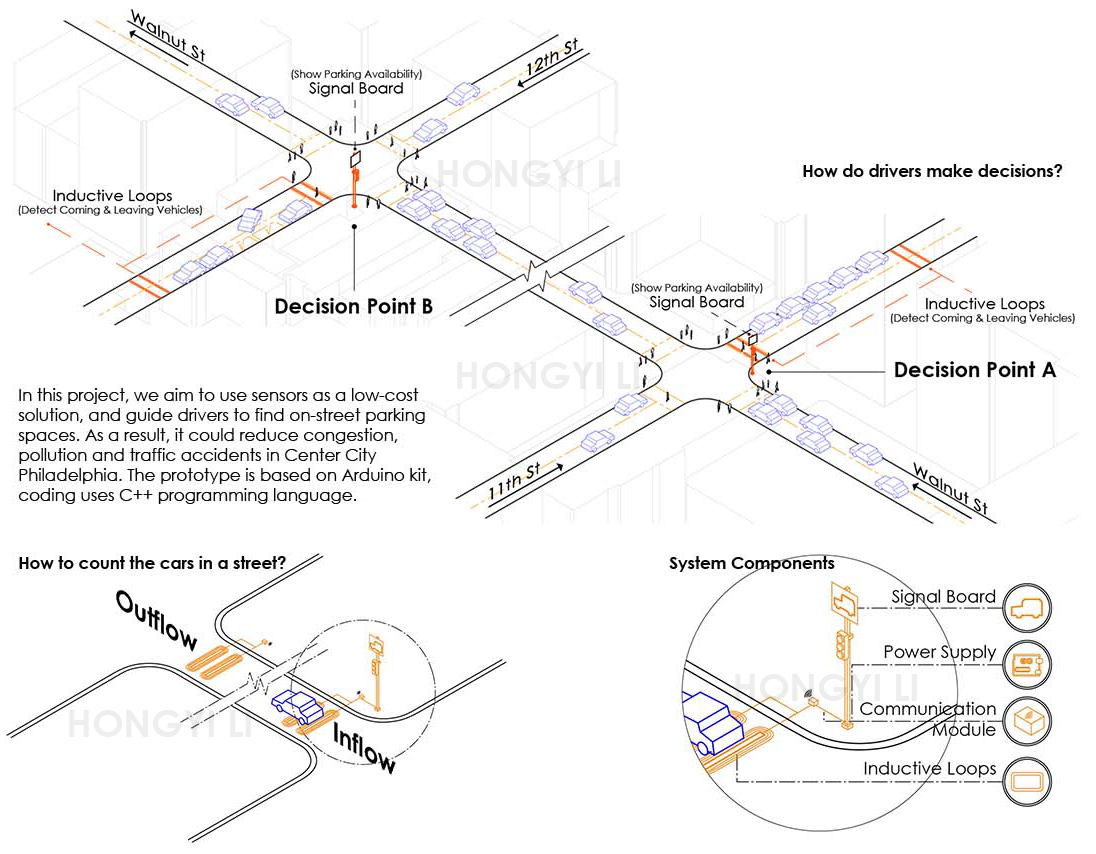 Walnut St
12th St
(Show Parking Availability)
Signal Board
HONGYI LI
How do drivers make decisions?
Inductive Loops
(Detect Coming & Leaving Vehicles)
Decision Point B
(Show Parking Availability)
Signal Board
Inductive Loops
(Detect Coming & Leaving Vehicles)
HONGYI LI
Decision Point A
In this project, we aim to use sensors as a low-cost
solution, and guide drivers to find on-street parking
spaces. As a result, it could reduce congestion,
pollution and traffic accidents in Center City
Philadelphia. The prototype is based on Arduino kit,
coding uses C++ programming language.
11th St
Walnut St
How to count the cars in a street?
Outflow
Inflow
HONGYI LI
System Components
Signal Board
Power Supply
HONGYI LI
Communication
Module
Inductive Loops